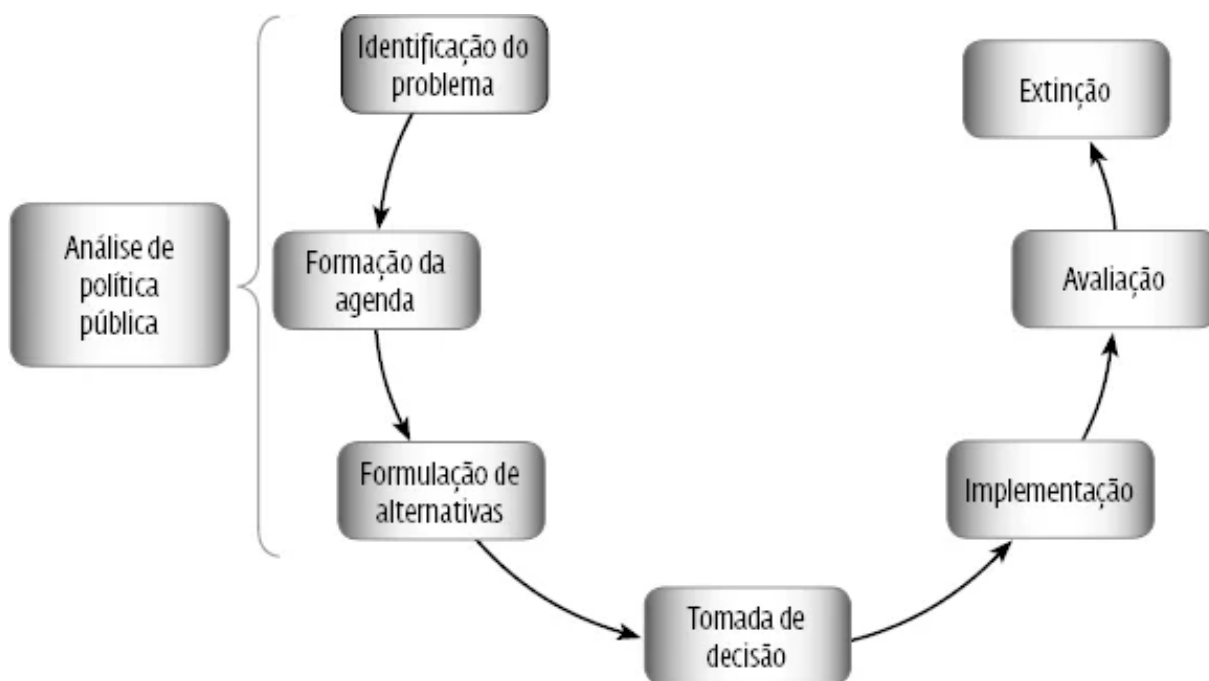 Identificação do
problema
Extinção
Análise de
política
pública
Formação da
agenda
Avaliação
Formulação de
alternativas
Implementação
Tomada de
decisão